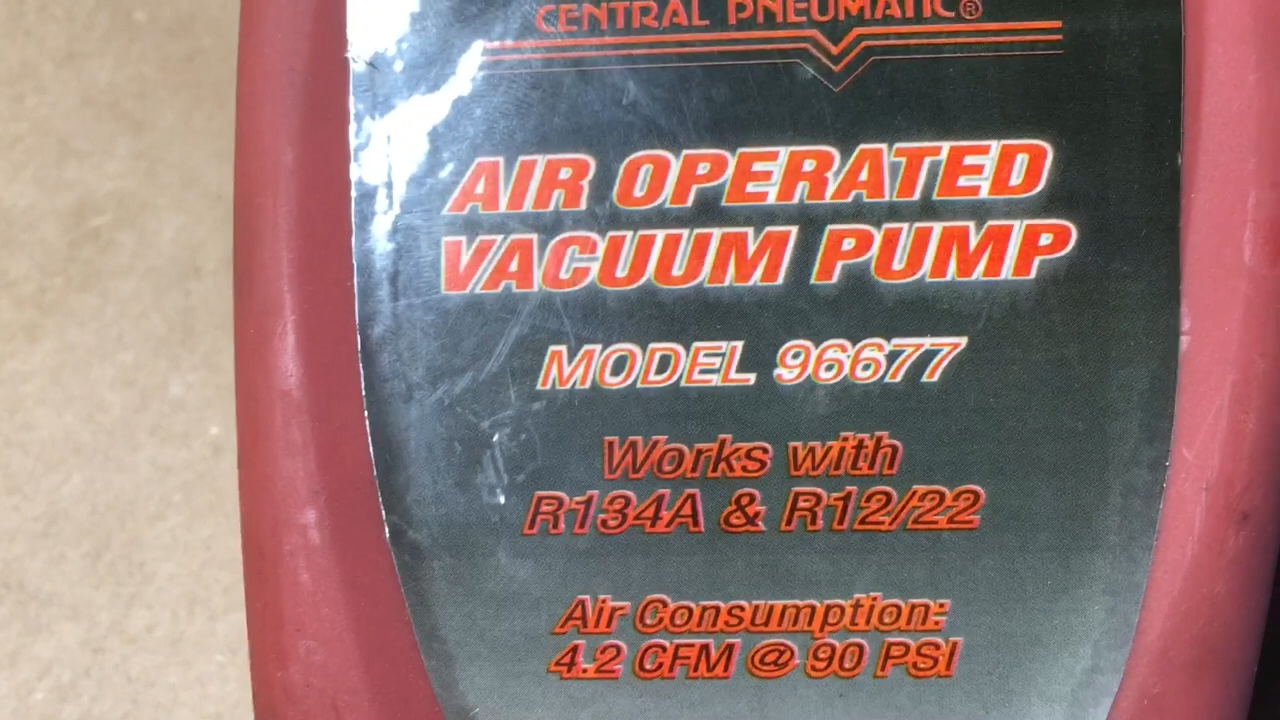 CENTRAL PNEUMATIC®
AIR OPERATED
VACUUM PUMP
MODEL 96677
Works with
R134A & R12/22
Air Consumption:
4.2 CFM @ 90 PSI